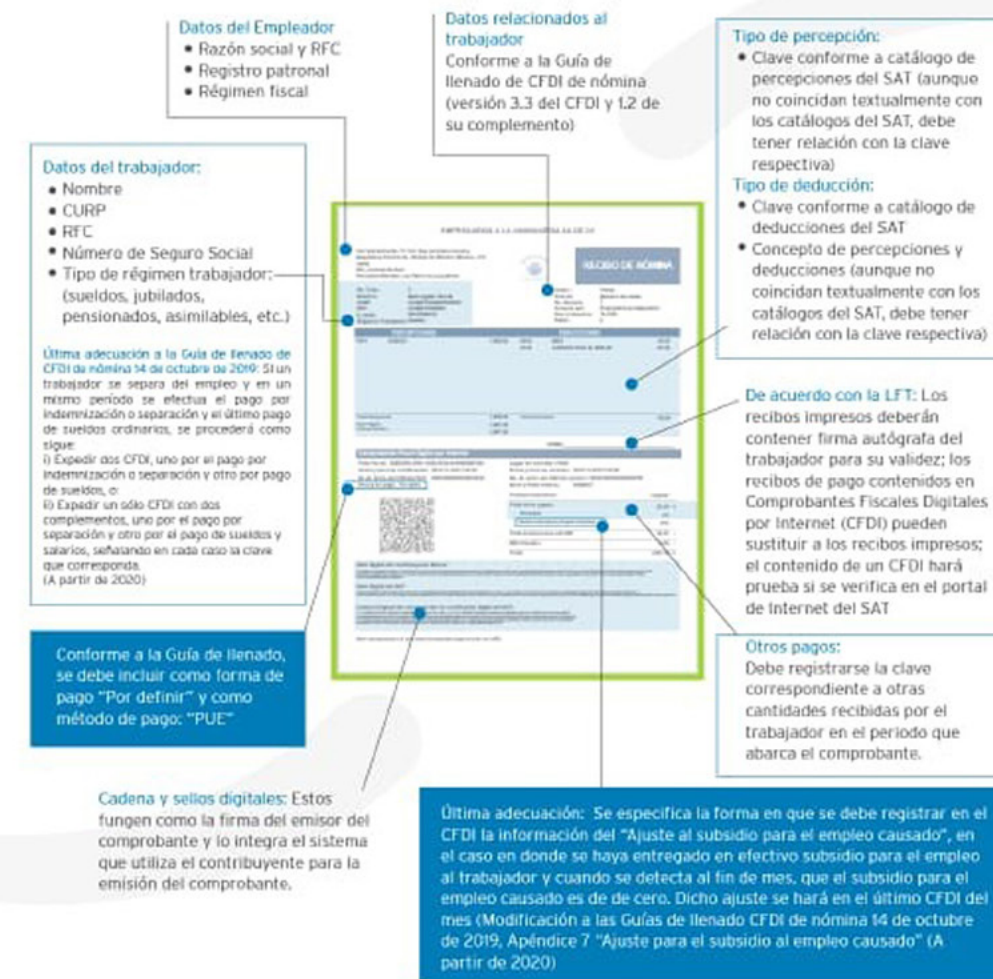 Datos del Empleador
• Razón social y RFC
• Registro patronal
• Régimen fiscal
Datos relacionados al
trabajador
Conforme a la Guía de
llenado de CFDI de nómina
(versión 3.3 del CFDI y 1.2 de
su complemento)
Tipo de percepción:
• Clave conforme a catálogo de
percepciones del SAT (aunque
no coincidan textualmente con
los catálogos del SAT, debe
tener relación con la clave
respectiva)
Tipo de deducción:
• Clave conforme a catálogo de
deducciones del SAT
• Concepto de percepciones y
deducciones (aunque no
coincidan textualmente con los
catálogos del SAT, debe tener
relación con la clave respectiva)
Datos del trabajador:
• Nombre
• CURP
• RFC
• Número de Seguro Social
• Tipo de régimen trabajador:
(sueldos, jubilados,
pensionados, asimilables, etc.)
Última adecuación a la Guía de llenado de
CFDI de nómina 14 de octubre de 2019: Si un
trabajador se separa del empleo y en un
mismo período se efectua el pago por
indemnización o separación y el último pago
de sueldos ordinarios, se procederá como
sigue:
i) Expedir dos CFDI, uno por el pago por
indemnización o separación y otro por pago
de sueldos, o:
ii) Expedir un sólo CFDI con dos
complementos, uno por el pago por
separación y otro por el pago de sueldos y
salarios, señalando en cada caso la clave
que corresponda.
(A partir de 2020)
RECIBO DE NÓMINA
De acuerdo con la LFT: Los
recibos impresos deberán
contener firma autógrafa del
trabajador para su validez; los
recibos de pago contenidos en
Comprobantes Fiscales Digitales
por Internet (CFDI) pueden
sustituir a los recibos impresos;
el contenido de un CFDI hará
prueba si se verifica en el portal
de Internet del SAT
Conforme a la Guía de llenado,
se debe incluir como forma de
pago "Por definir" y como
método de pago: "PUE"
Otros pagos:
Debe registrarse la clave
correspondiente a otras
cantidades recibidas por el
trabajador en el periodo que
abarca el comprobante.
Cadena y sellos digitales: Estos
fungen como la firma del emisor del
comprobante y lo integra el sistema
que utiliza el contribuyente para la
emisión del comprobante.
Última adecuación: Se especifica la forma en que se debe registrar en el
CFDI la información del "Ajuste al subsidio para el empleo causado", en
el caso en donde se haya entregado en efectivo subsidio para el empleo
al trabajador y cuando se detecta al fin de mes, que el subsidio para el
empleo causado es de de cero. Dicho ajuste se hará en el último CFDI del
mes (Modificación a las Guías de llenado CFDI de nómina 14 de octubre
de 2019, Apéndice 7 "Ajuste para el subsidio al empleo causado" (A
partir de 2020)